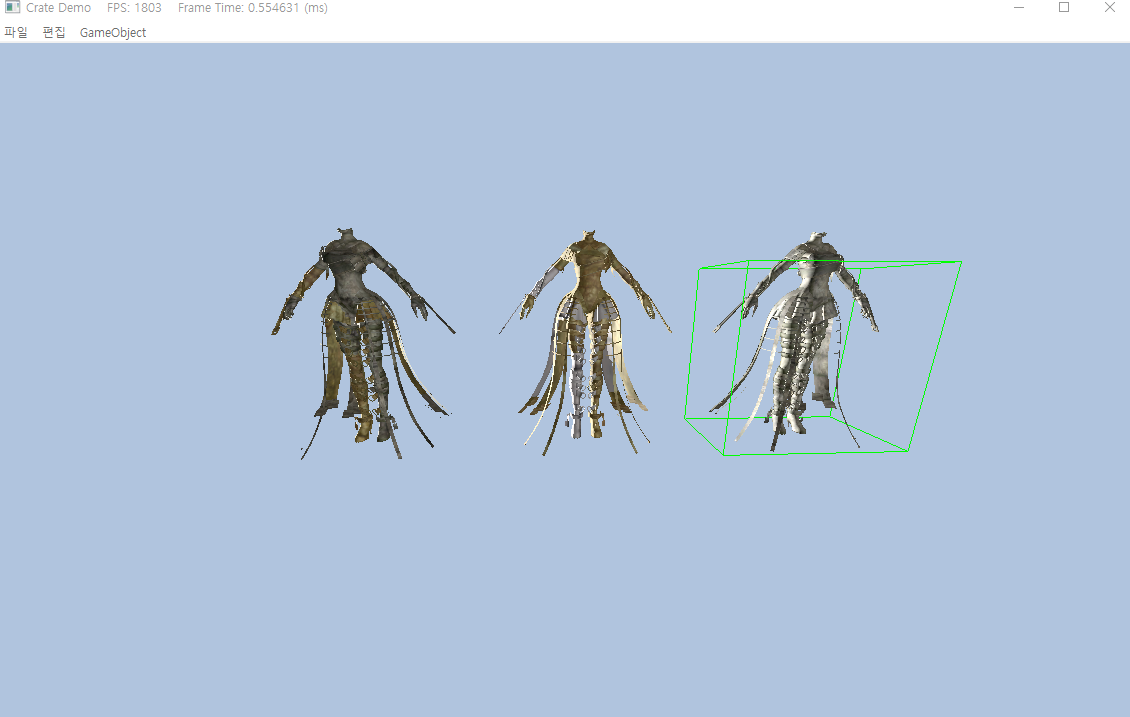 Crate Demo FPS: 1803 Frame Time: 0.554631 (ms)
파일 편집 GameObject